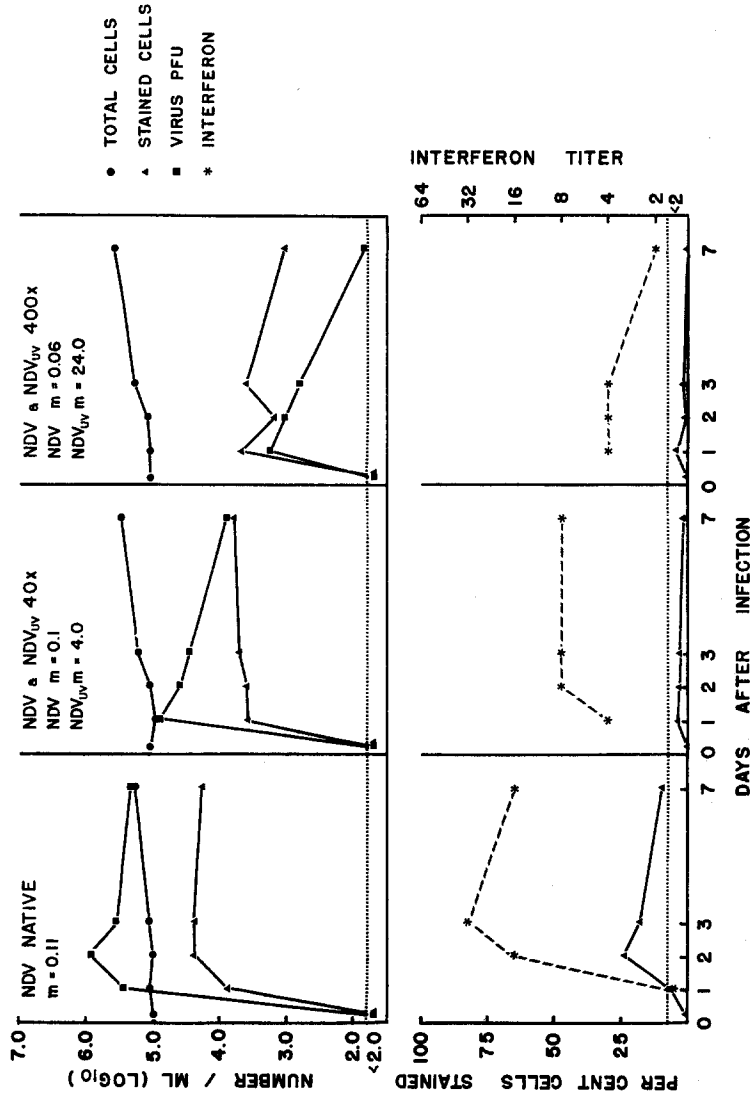 NDV NATIVE
m = 0.11
NDV a NDVUV 40x
NDV m = 0.1
NDVUV m = 4.0
NDV a NDVUV 400x
NDV m = 0.06
NDVUV m = 24.0
● TOTAL CELLS
▲ STAINED CELLS
■ VIRUS PFU
* INTERFERON
NUMBER / ML (LOG10)
7.0
5.0
3.0
2.0
<2.0
PER CENT CELLS STAINED
100
75
50
25
INTERFERON TITER
64
32
16
8
4
2
<2
0 1 2 3 7
0 1 2 3 7
0 1 2 3 7
DAYS AFTER INFECTION